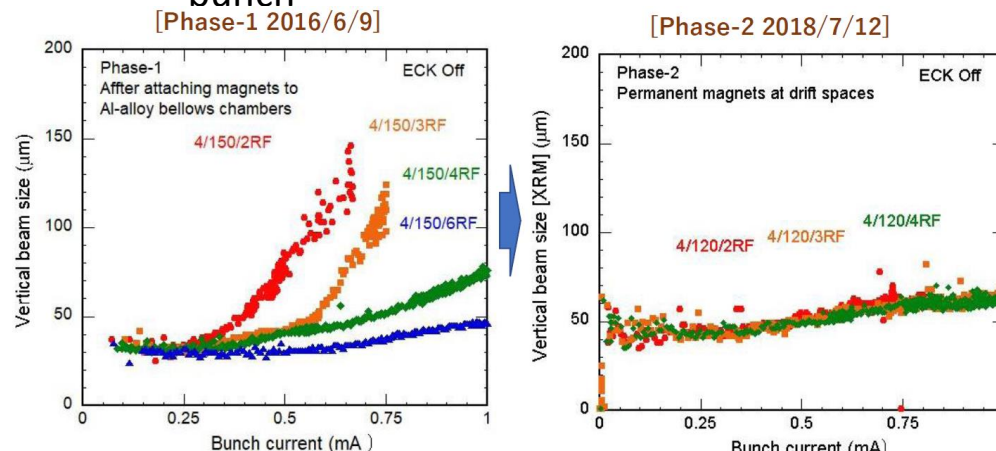 bunch
[Phase-1 2016/6/9]
200
Phase-1
ECK Off
Affter attaching magnets to
Al-alloy bellows chambers
4/150/3RF
4/150/2RF
150
4/150/4RF
4/150/6RF
100
50
0
Vertical beam size (μm)
0
0.25
0.5
0.75
1
Bunch current (mA )
[Phase-2 2018/7/12]
200
Phase-2
ECK Off
Permanent magnets at drift spaces
150
4/120/4RF
4/120/2RF
4/120/3RF
100
50
0
Vertical beam size [XRM] (μm)
0
0.25
0.5
0.75
Bunch current (mA)